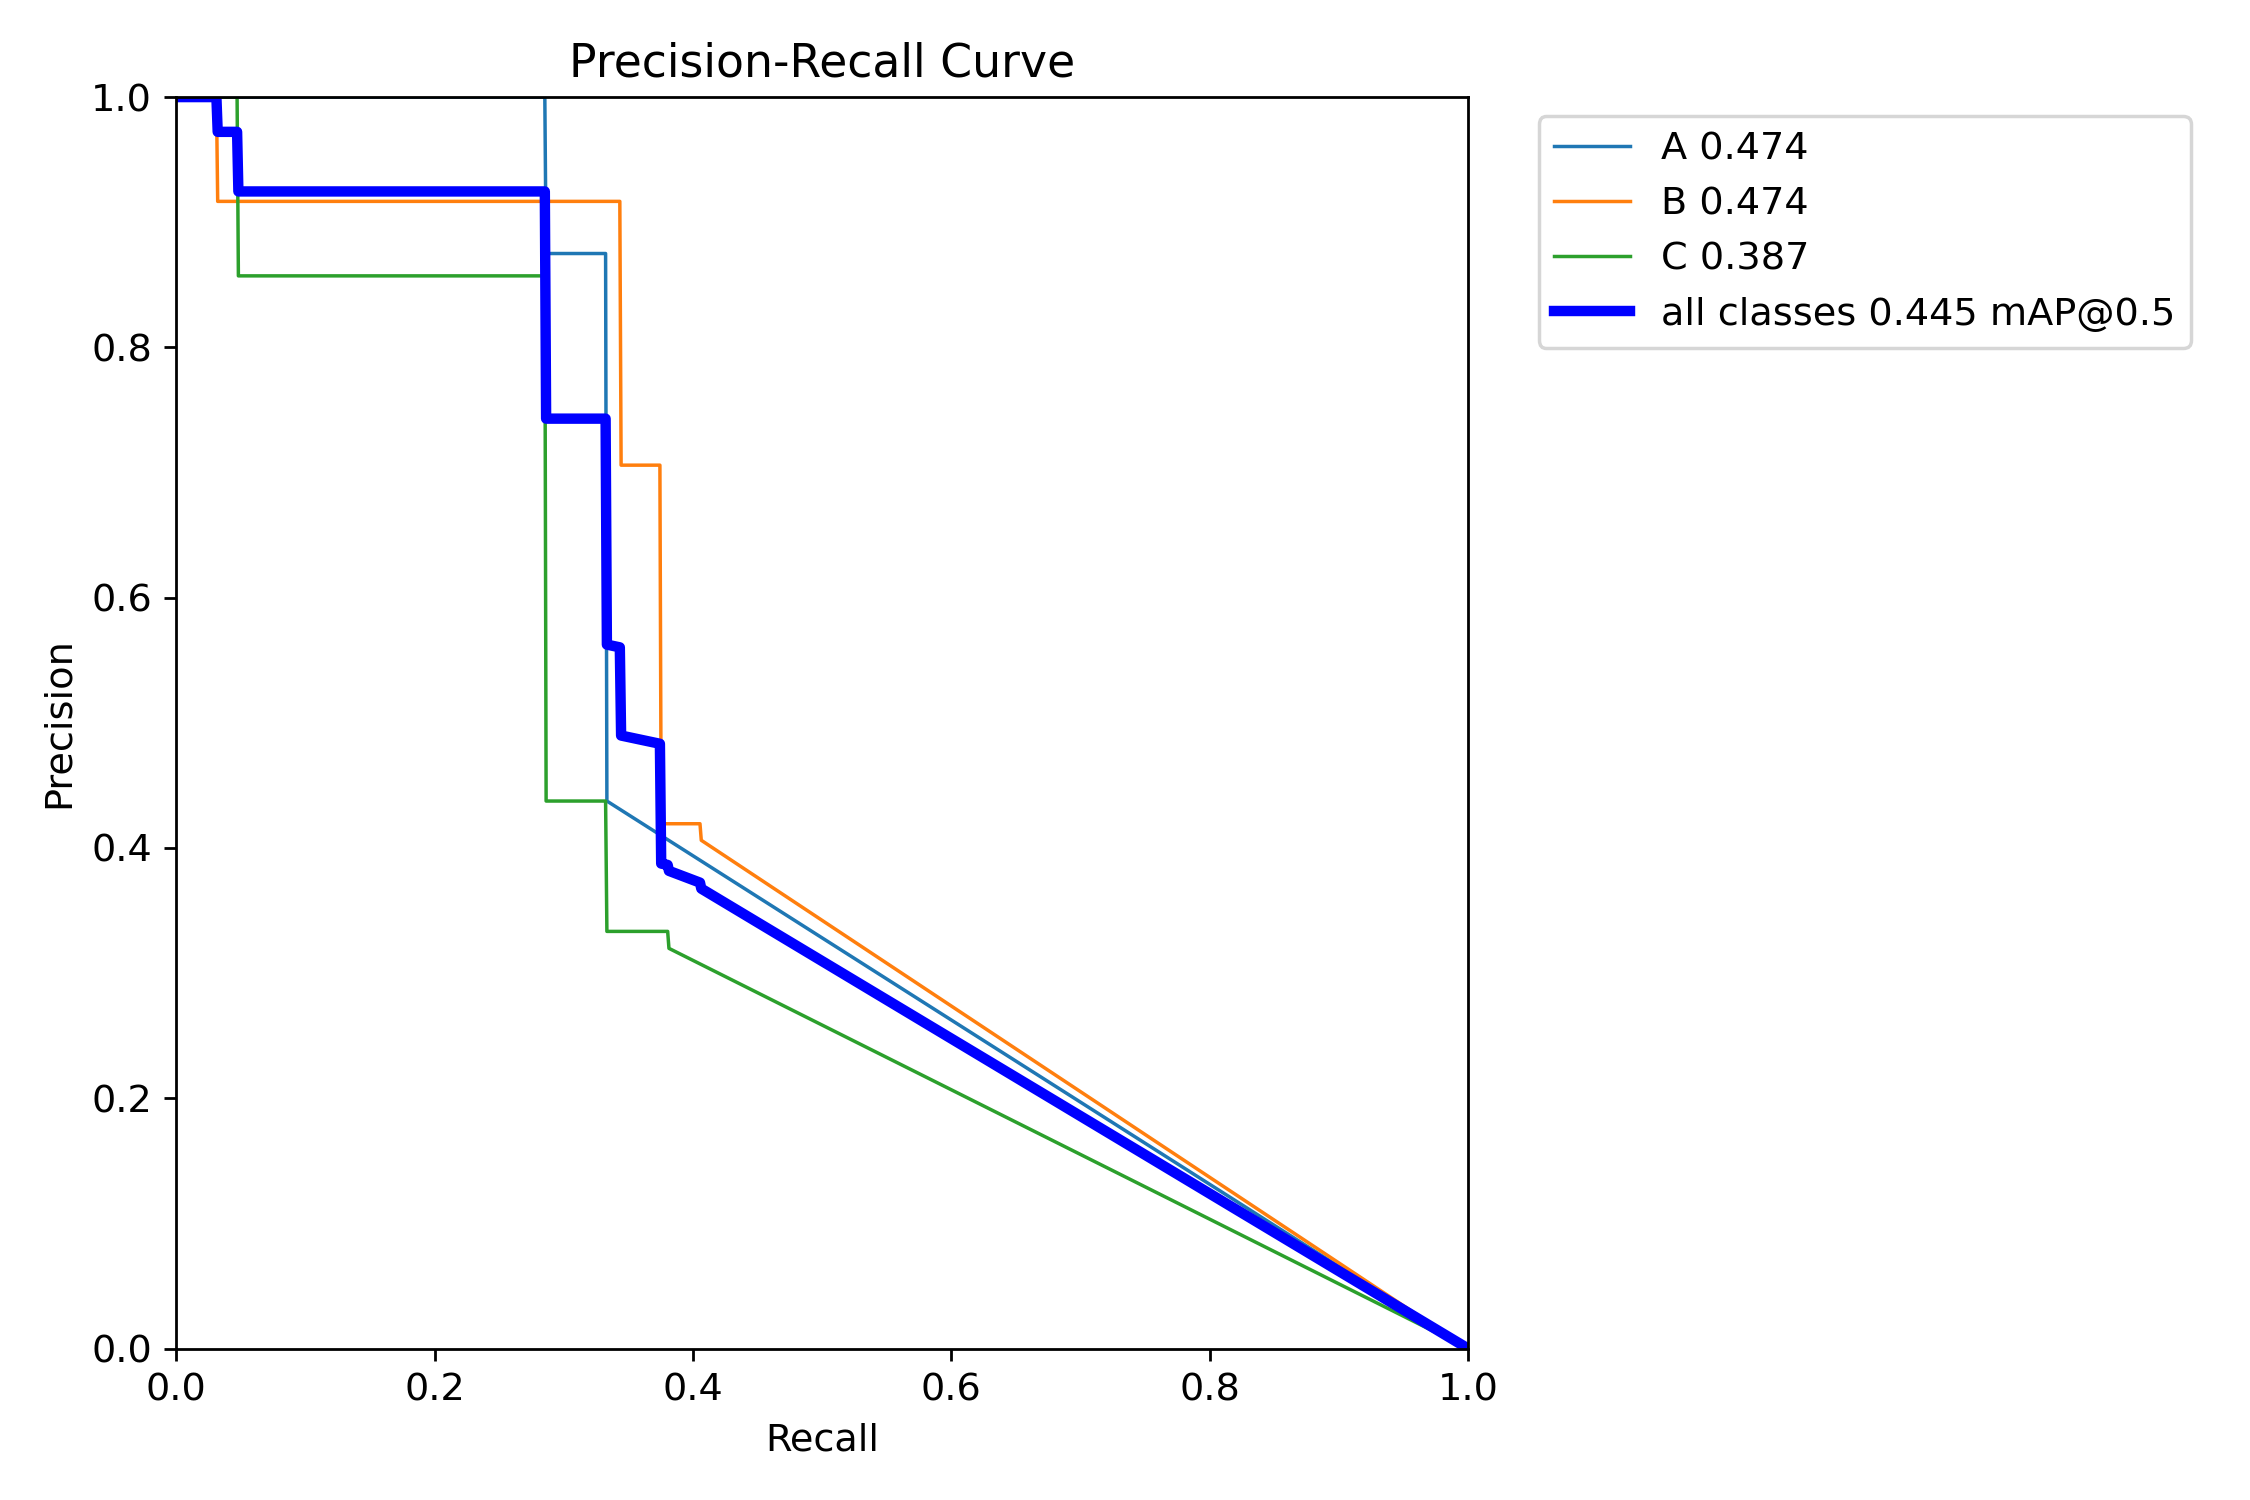 Precision-Recall Curve
1.0
0.8
0.6
0.4
0.2
0.0
Precision
0.0 0.2 0.4 0.6 0.8 1.0
Recall
A 0.474
B 0.474
C 0.387
all classes 0.445 mAP@0.5